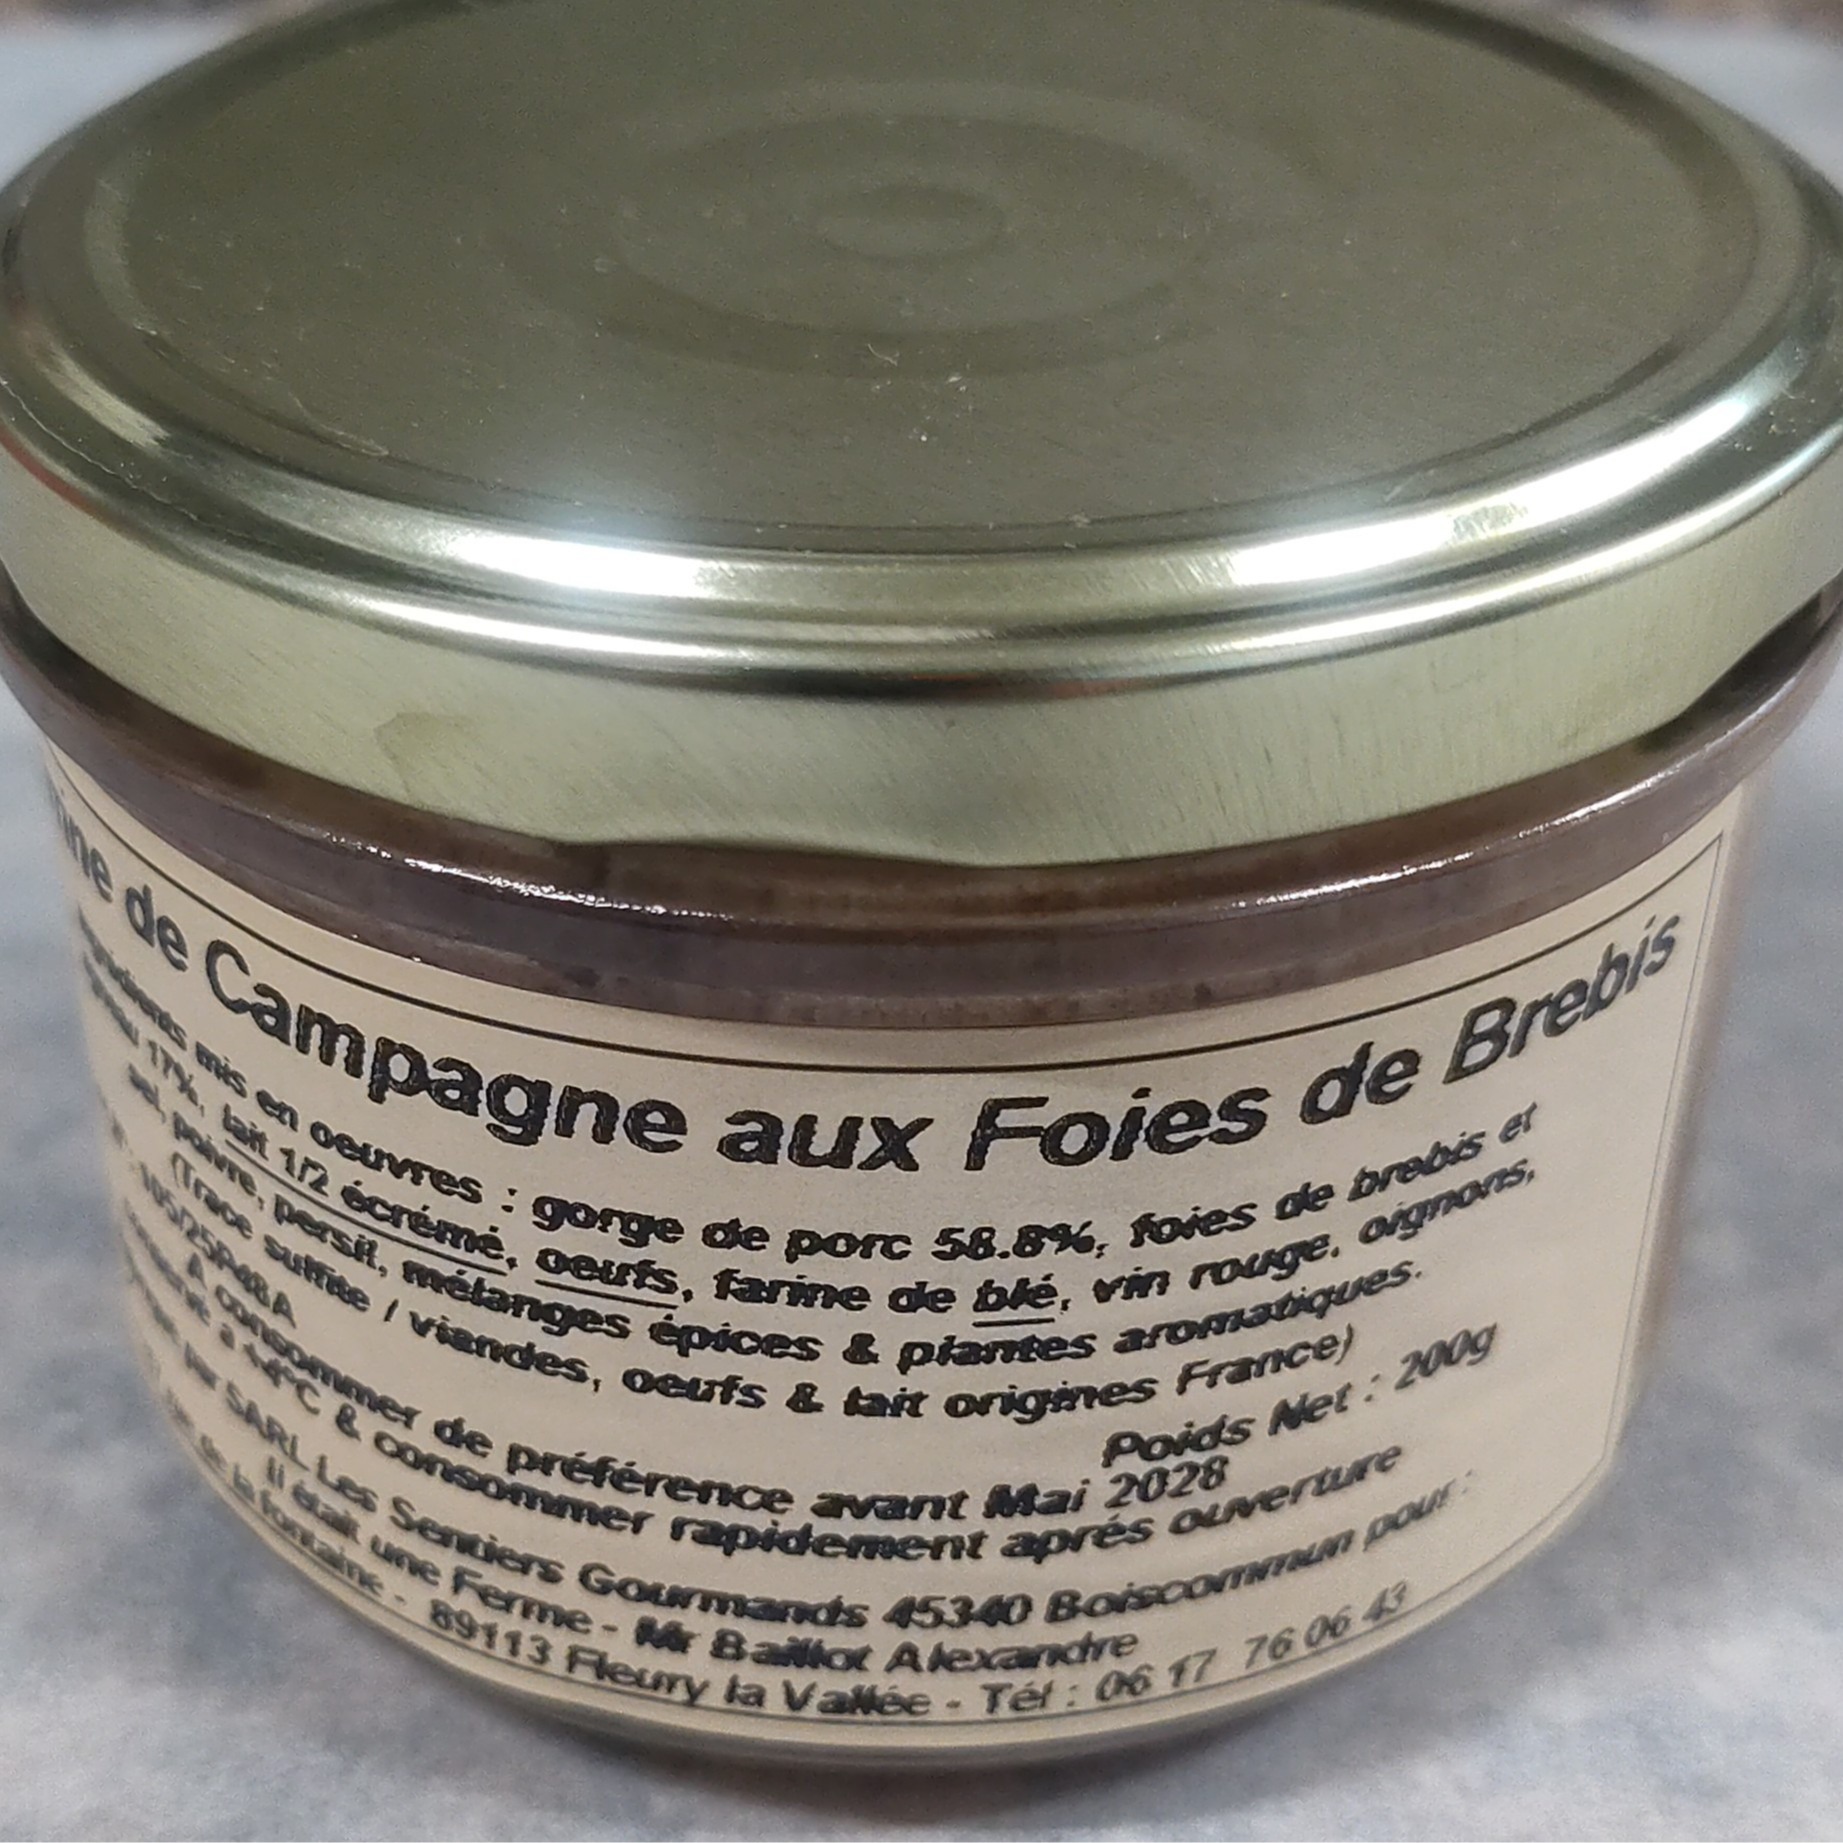 de Campagne aux Foies de Brebis
mis en oeuvres : gorge de porc 58.8%, foies de brebis et
17%, lait 1/2 écrémé, oeufs, farine de blé, vin rouge, oignons,
sel, poivre, persil, mélanges épices & plantes aromatiques.
(Trace sulfite / viandes, oeufs & lait origines France)
105/25P48A Poids Net : 200g
A consommer de préférence avant Mai 2028
à +4°C & consommer rapidement aprés ouverture
par SARL Les Sentiers Gourmands 45340 Boiscommun pour :
Il était une Ferme - Mr Baillot Alexandre
de la fontaine - 89113 Fleury la Vallée - Tél : 06 17 76 06 43